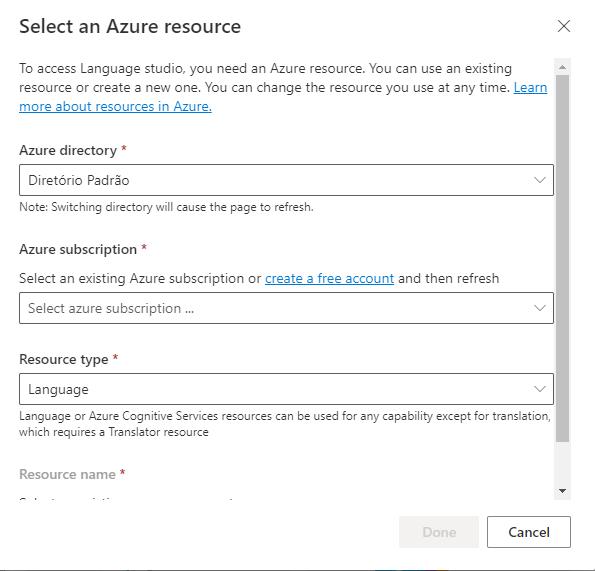 Select an Azure resource
To access Language studio, you need an Azure resource. You can use an existing
resource or create a new one. You can change the resource you use at any time. Learn
more about resources in Azure.
Azure directory *
Diretório Padrão
Note: Switching directory will cause the page to refresh.
Azure subscription *
Select an existing Azure subscription or create a free account and then refresh
Select azure subscription ...
Resource type *
Language
Language or Azure Cognitive Services resources can be used for any capability except for translation,
which requires a Translator resource
Resource name *
Done
Cancel